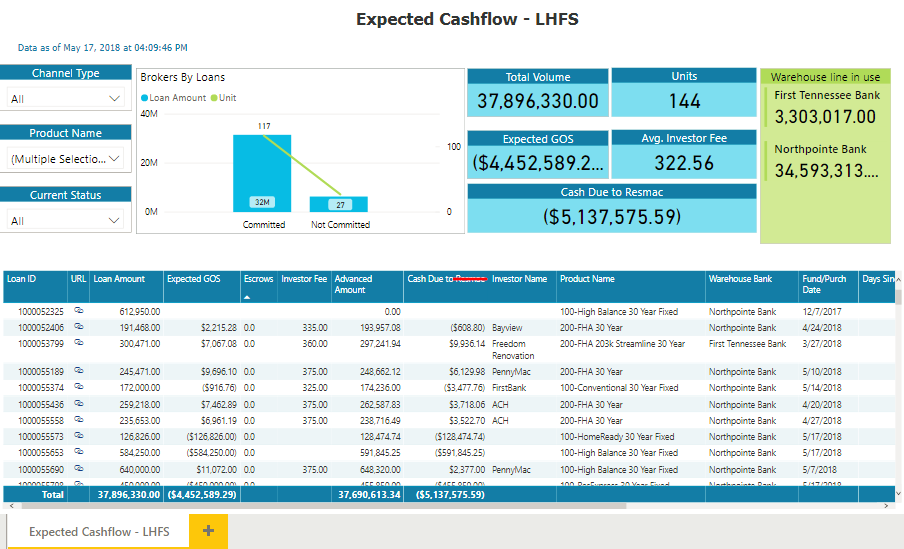 Expected Cashflow - LHFS
Data as of May 17, 2018 at 04:09:46 PM
Channel Type
All
Product Name
(Multiple Selectio...
Current Status
All
Brokers By Loans
Loan Amount Unit
40M
20M
0M
117
32M
27
100
0
Committed Not Committed
Total Volume
37,896,330.00
Units
144
Expected GOS
($4,452,589.2...
Avg. Investor Fee
322.56
Cash Due to Resmac
($5,137,575.59)
Warehouse line in use
First Tennessee Bank
3,303,017.00
Northpointe Bank
34,593,313....
Loan ID URL Loan Amount Expected GOS Escrows Investor Fee Advanced Amount Cash Due to Investor Name Product Name Warehouse Bank Fund/Purch Date Days Sin
1000052325 612,950.00 0.00 100-High Balance 30 Year Fixed Northpointe Bank 12/7/2017
1000052406 191,468.00 $2,215.28 0.0 335.00 193,957.08 ($608.80) Bayview 200-FHA 30 Year Northpointe Bank 4/24/2018
1000053799 300,471.00 $7,067.08 0.0 360.00 297,241.94 $9,936.14 Freedom Renovation 200-FHA 203k Streamline 30 Year First Tennessee Bank 3/27/2018
1000055189 245,471.00 $9,696.10 0.0 375.00 248,662.12 $6,129.98 PennyMac 200-FHA 30 Year Northpointe Bank 5/10/2018
1000055374 172,000.00 ($916.76) 0.0 325.00 174,236.00 ($3,477.76) FirstBank 100-Conventional 30 Year Fixed Northpointe Bank 5/14/2018
1000055436 259,218.00 $7,462.89 0.0 375.00 262,587.83 $3,718.06 ACH 200-FHA 30 Year Northpointe Bank 4/20/2018
1000055558 235,653.00 $6,961.19 0.0 375.00 238,716.49 $3,522.70 ACH 200-FHA 30 Year Northpointe Bank 4/27/2018
1000055573 126,826.00 ($126,826.00) 0.0 128,474.74 ($128,474.74) 100-HomeReady 30 Year Fixed Northpointe Bank 5/17/2018
1000055653 584,250.00 ($584,250.00) 0.0 591,845.25 ($591,845.25) 100-High Balance 30 Year Fixed Northpointe Bank 5/17/2018
1000055690 640,000.00 $11,072.00 0.0 375.00 648,320.00 $2,377.00 PennyMac 100-High Balance 30 Year Fixed Northpointe Bank 5/7/2018
Total 37,896,330.00 ($4,452,589.29) 37,690,613.34 ($5,137,575.59)
Expected Cashflow - LHFS
+